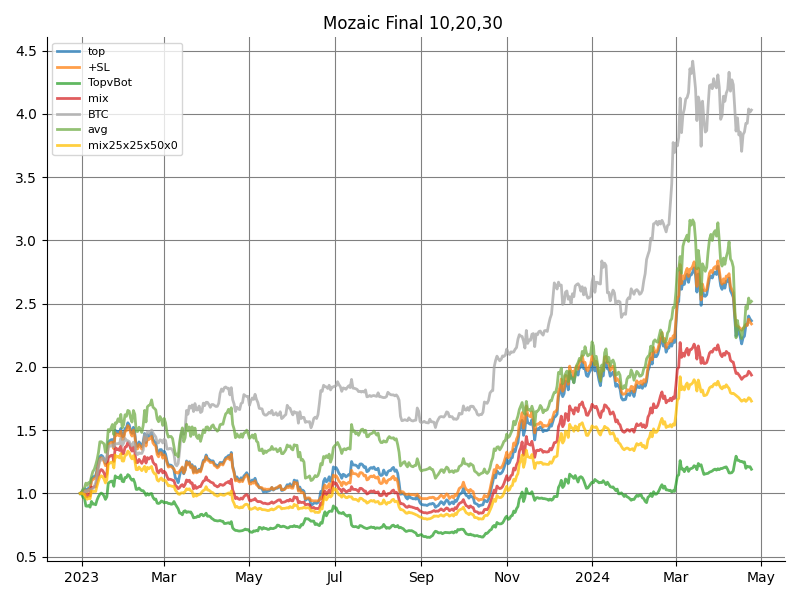 Mozaic Final 10,20,30
4.5
4.0
3.5
3.0
2.5
2.0
1.5
1.0
0.5
top
+SL
TopvBot
mix
BTC
avg
mix25x25x50x0
2023
Mar
May
Jul
Sep
Nov
2024
Mar
May